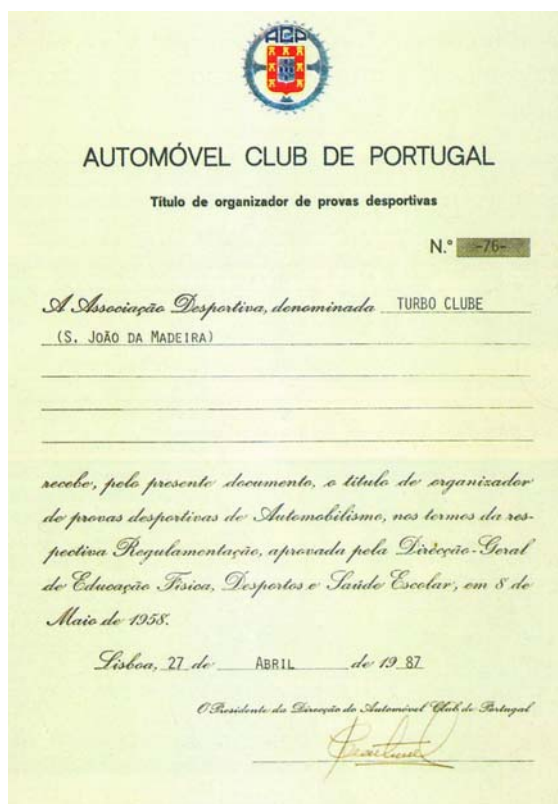 ACP
AUTOMÓVEL CLUB DE PORTUGAL
Título de organizador de provas desportivas
N.º -76-
A Associação Desportiva, denominada TURBO CLUBE
(S. JOÃO DA MADEIRA)
recebe, pelo presente documento, o título de organizador
de provas desportivas de Automobilismo, nos termos da res-
pectiva Regulamentação, aprovada pela Direcção-Geral
de Educação Física, Desportos e Saúde Escolar, em 8 de
Maio de 1958.
Lisboa, 27 de ABRIL de 19 87
O Presidente da Direcção do Automóvel Club de Portugal